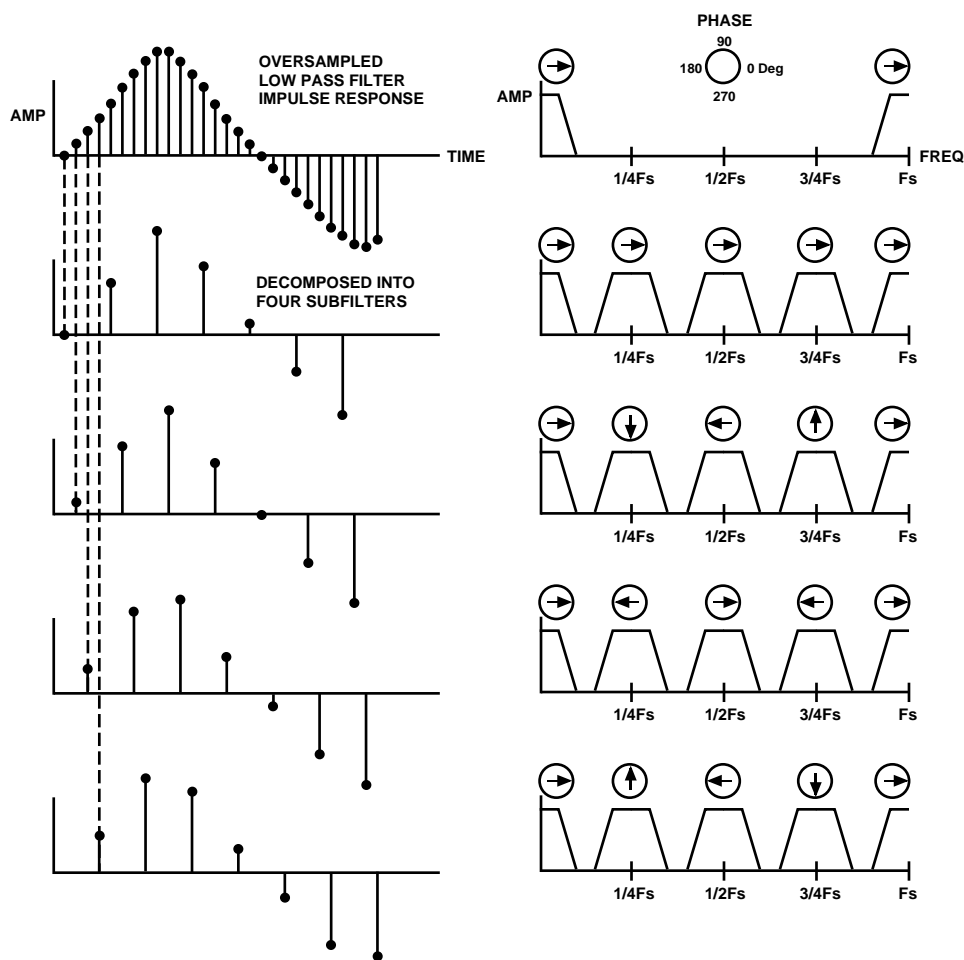 OVERSAMPLED
LOW PASS FILTER
IMPULSE RESPONSE
AMP
TIME
PHASE
90
180
0 Deg
270
AMP
FREQ
1/4Fs
1/2Fs
3/4Fs
Fs
DECOMPOSED INTO
FOUR SUBFILTERS
1/4Fs
1/2Fs
3/4Fs
Fs
1/4Fs
1/2Fs
3/4Fs
Fs
1/4Fs
1/2Fs
3/4Fs
Fs
1/4Fs
1/2Fs
3/4Fs
Fs